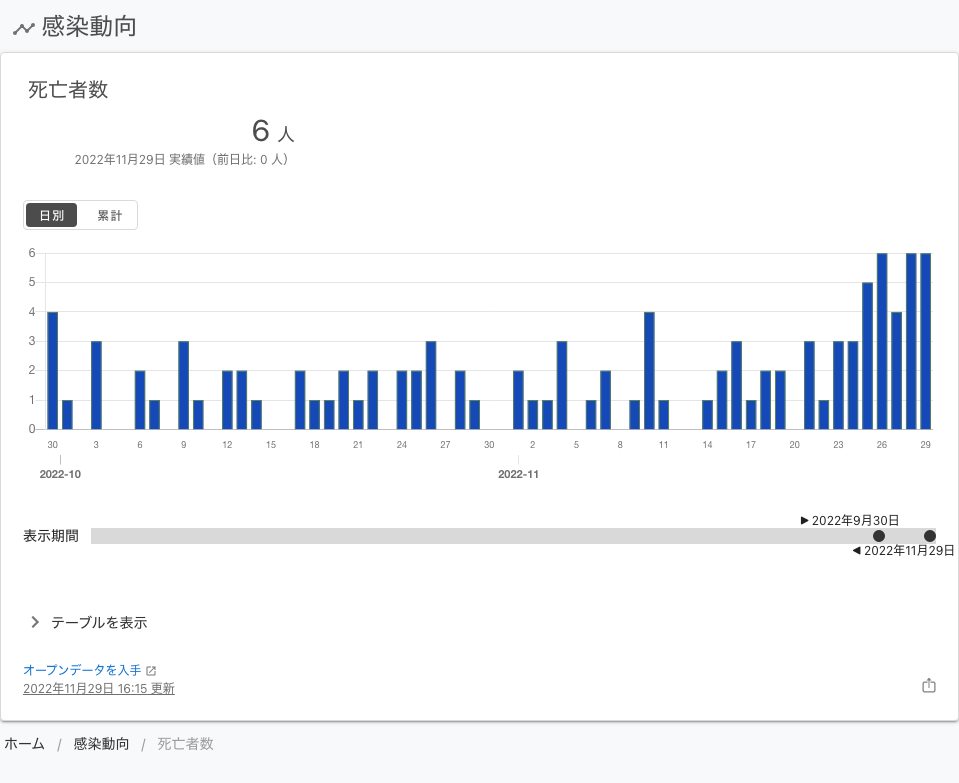 感染動向
死亡者数
6 人
2022年11月29日 実績値（前日比: 0 人）
日別 累計
6
5
4
3
2
1
0
30 3 6 9 12 15 18 21 24 27 30 2 5 8 11 14 17 20 23 26 29
2022-10 2022-11
▶ 2022年9月30日
表示期間
◀ 2022年11月29日
テーブルを表示
オープンデータを入手
2022年11月29日 16:15 更新
ホーム / 感染動向 / 死亡者数